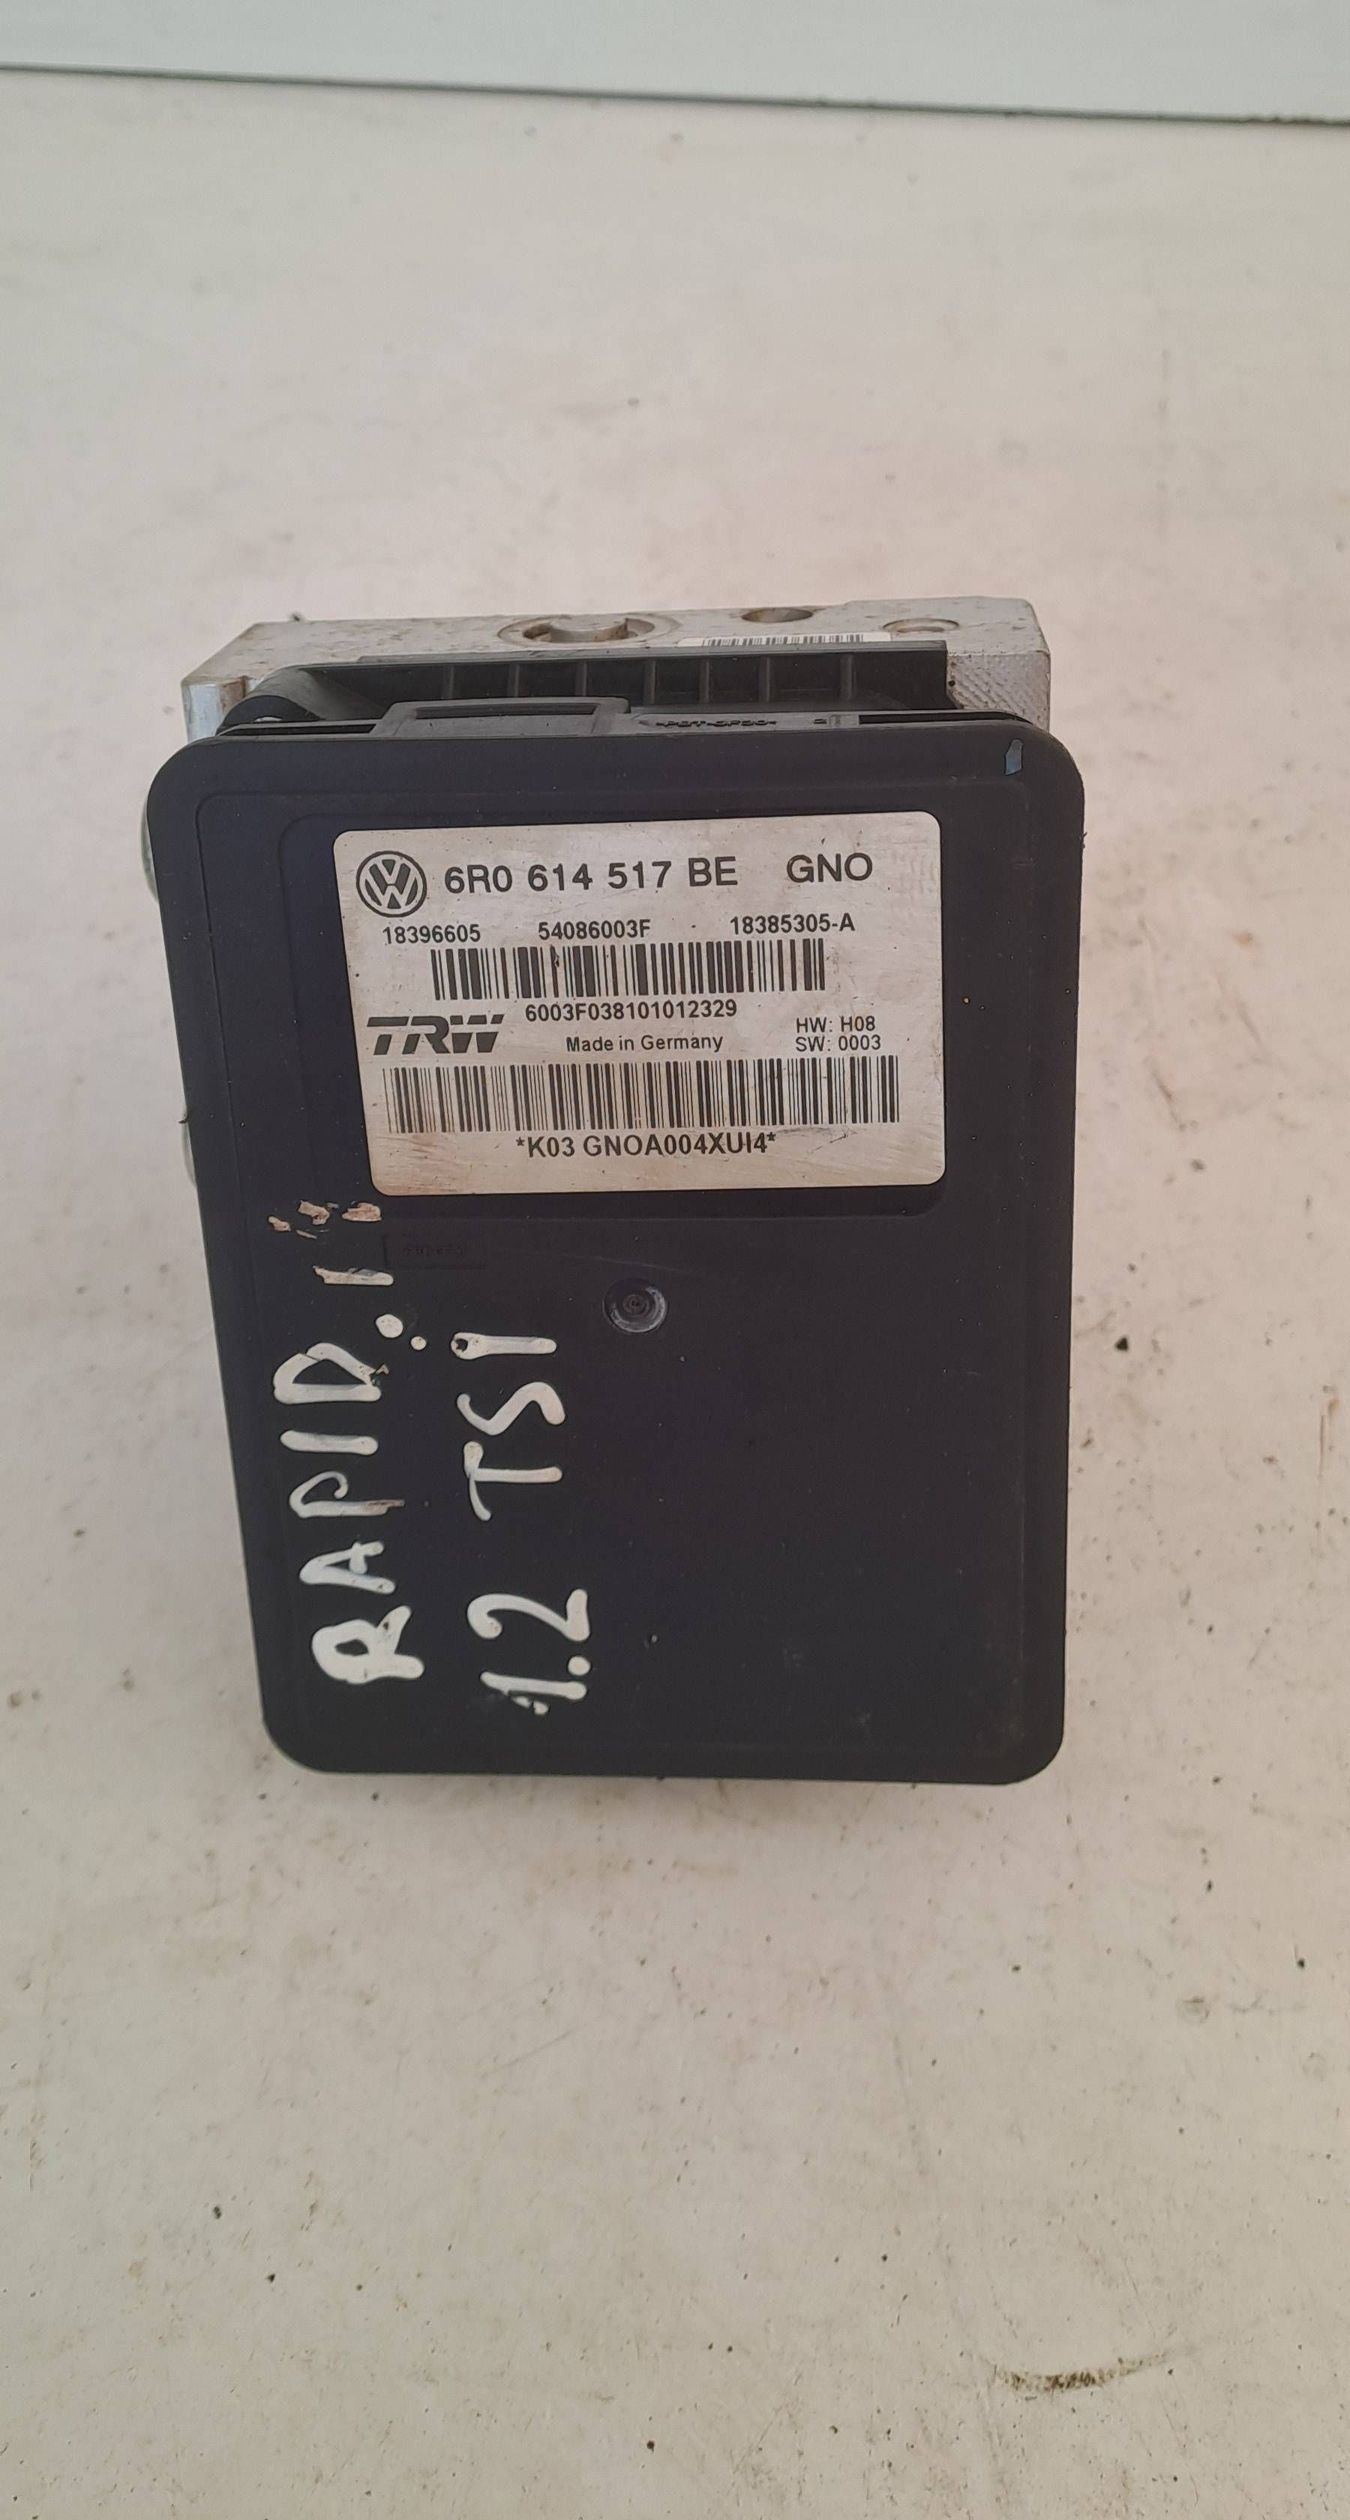 6R0 614 517 BE GNO
18396605 54086003F 18385305-A
6003F038101012329
TRW Made in Germany HW: H08
SW: 0003
*K03 GNOA004XUI4*
RAPID
1.2 TSI